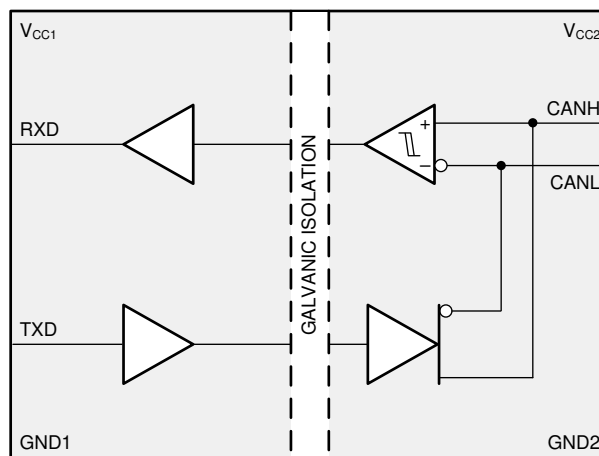 VCC1
VCC2
RXD
CANH
+
−
CANL
GALVANIC ISOLATION
TXD
GND1
GND2